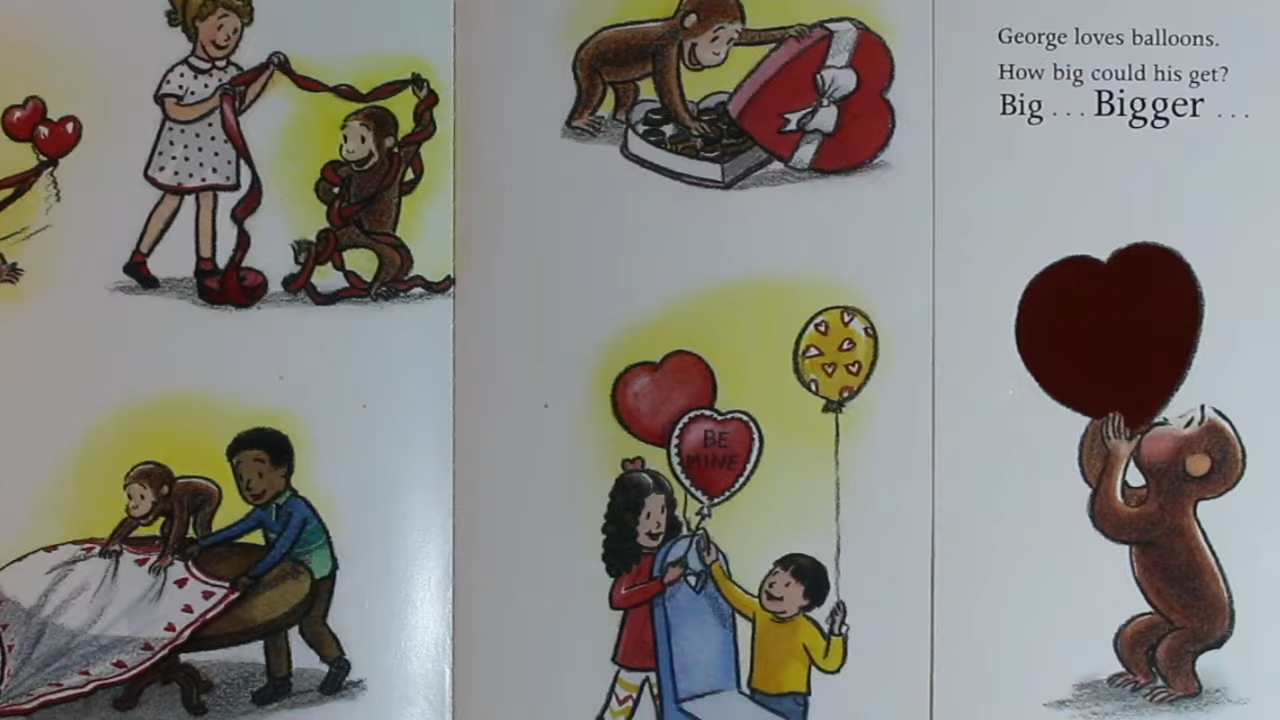 BE
MINE
George loves balloons.
How big could his get?
Big . . . Bigger . . .